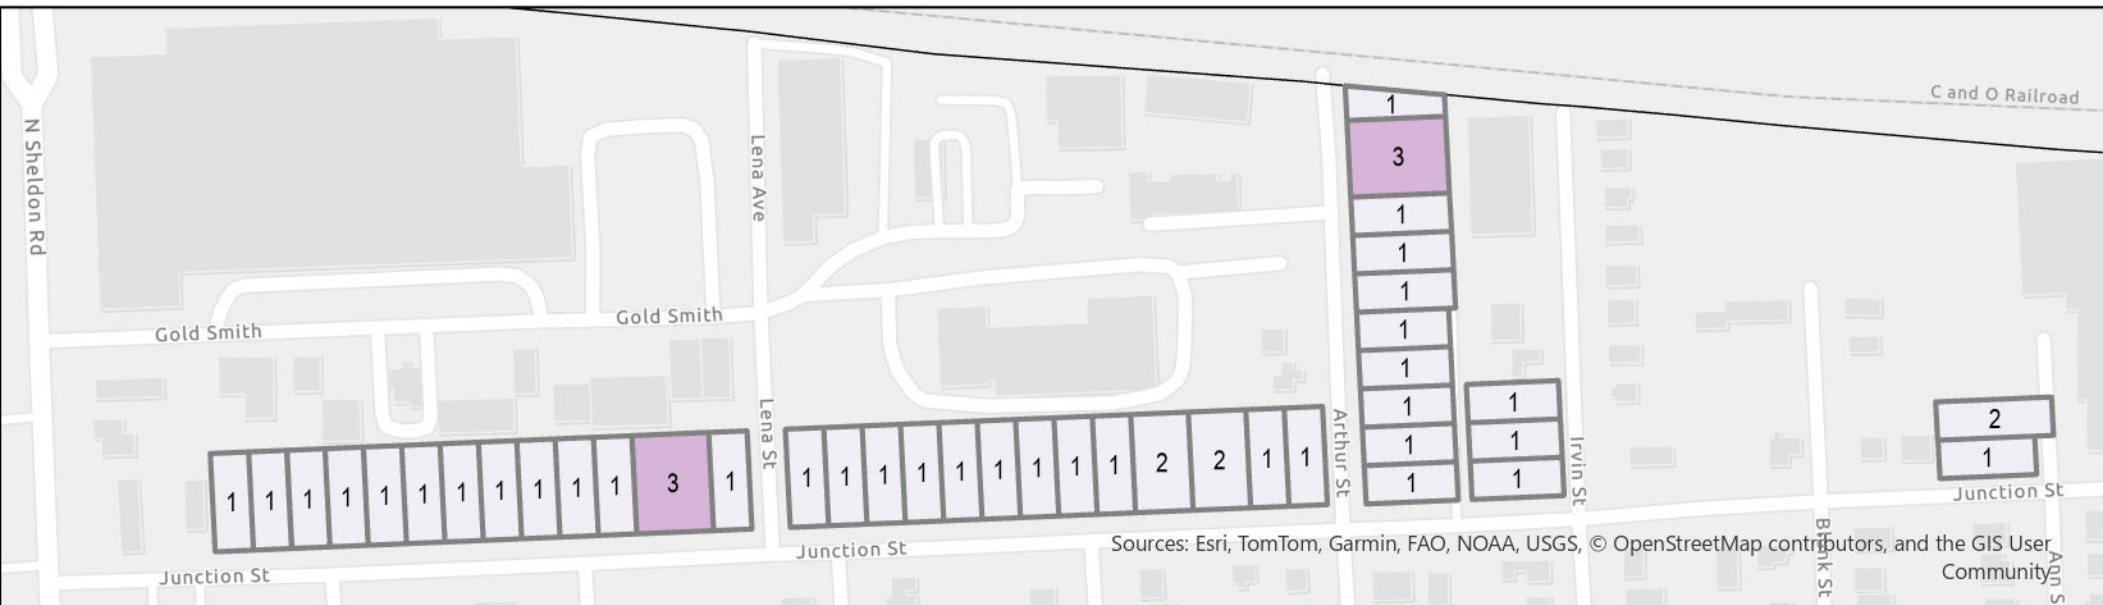 C and O Railroad
N Sheldon Rd
Lena Ave
1
3
1
1
1
1
1
1
1
1
Gold Smith
Gold Smith
Lena St
Arthur St
Irvin St
1
1
1
2
1
1 1 1 1 1 1 1 1 1 1 1 3 1
1 1 1 1 1 1 1 1 1 2 2 1 1
Junction St
Junction St
Junction St
Sources: Esri, TomTom, Garmin, FAO, NOAA, USGS, © OpenStreetMap contributors, and the GIS User
Community
Ann S